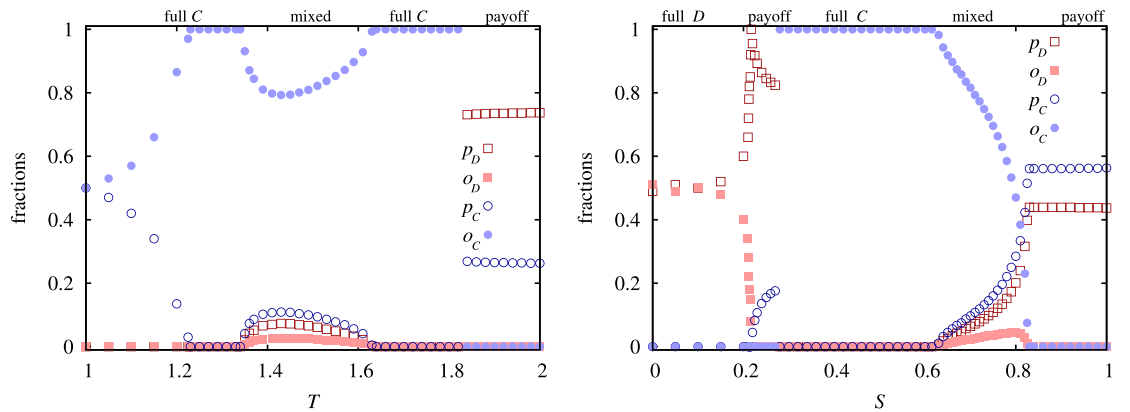 full C mixed full C payoff
1
0.8
0.6
0.4
0.2
0
fractions
p_D
o_D
p_C
o_C
1 1.2 1.4 1.6 1.8 2
T
full D payoff full C mixed payoff
1
0.8
0.6
0.4
0.2
0
fractions
p_D
o_D
p_C
o_C
0 0.2 0.4 0.6 0.8 1
S